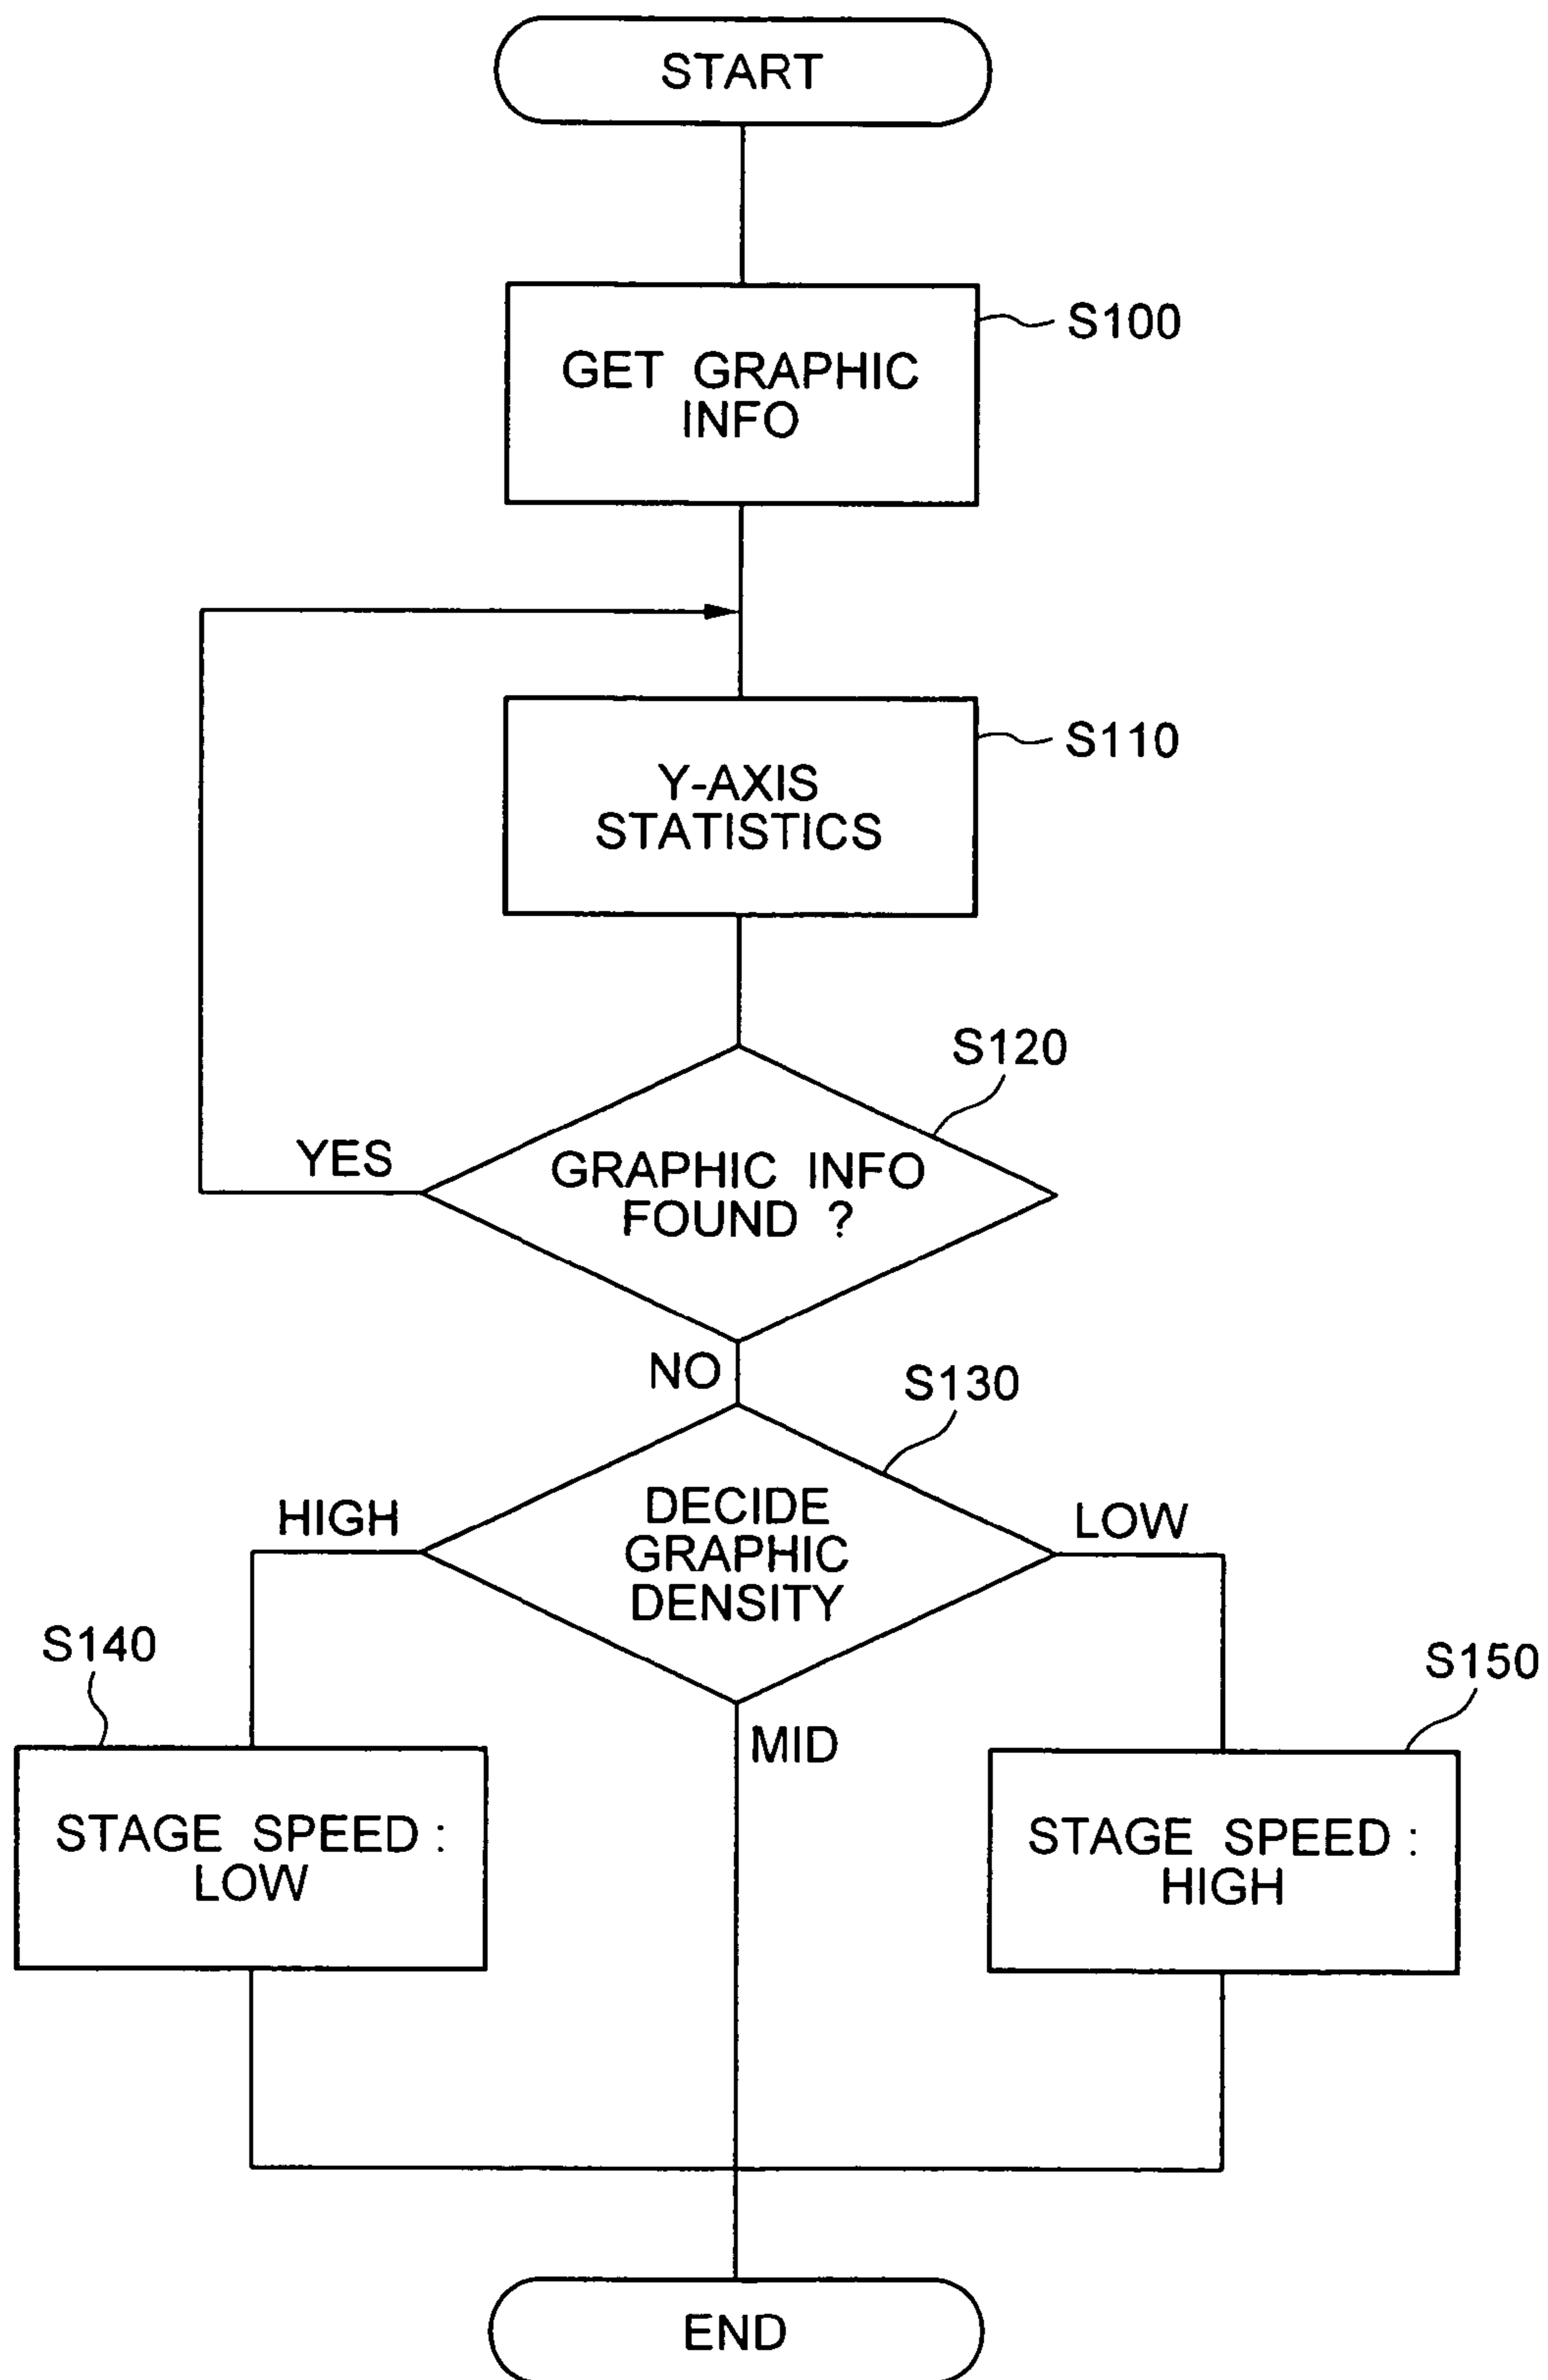 START
S100
GET GRAPHIC
INFO
S110
Y-AXIS
STATISTICS
S120
YES
GRAPHIC INFO
FOUND ?
NO
S130
HIGH
DECIDE
GRAPHIC
DENSITY
LOW
S140
S150
MID
STAGE SPEED :
LOW
STAGE SPEED :
HIGH
END